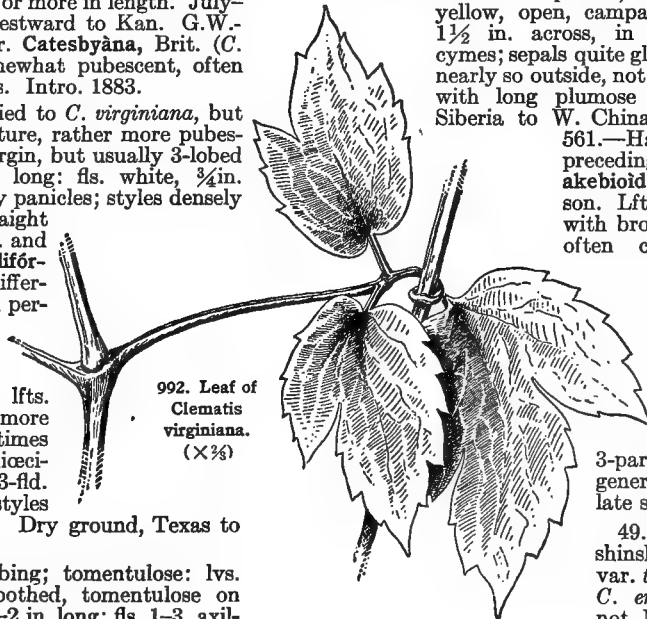 or more in length. July–
estward to Kan. G.W.-
r. Catesbyàna, Brit. (C.
newhat pubescent, often
s. Intro. 1883.
ied to C. virginiana, but
ture, rather more pubes-
rgin, but usually 3-lobed
long: fls. white, ¾in.
y panicles; styles densely
aight
. and
lifór-
iffer-
per-
lfts.
more
times
iœci-
3-fld.
styles
Dry ground, Texas to
bing; tomentulose: lvs.
oothed, tomentulose on
-2 in. long: fls. 1–3, axil-
992. Leaf of
Clematis
virginiana.
(×⅔)
yellow, open, campa
1½ in. across, in
cymes; sepals quite gl
nearly so outside, not
with long plumose
Siberia to W. China
561.—Ha
preceding
akebioìd
son. Lft
with bro
often c
3-par
gener
late s
49.
shinsl
var. t
C. er
not